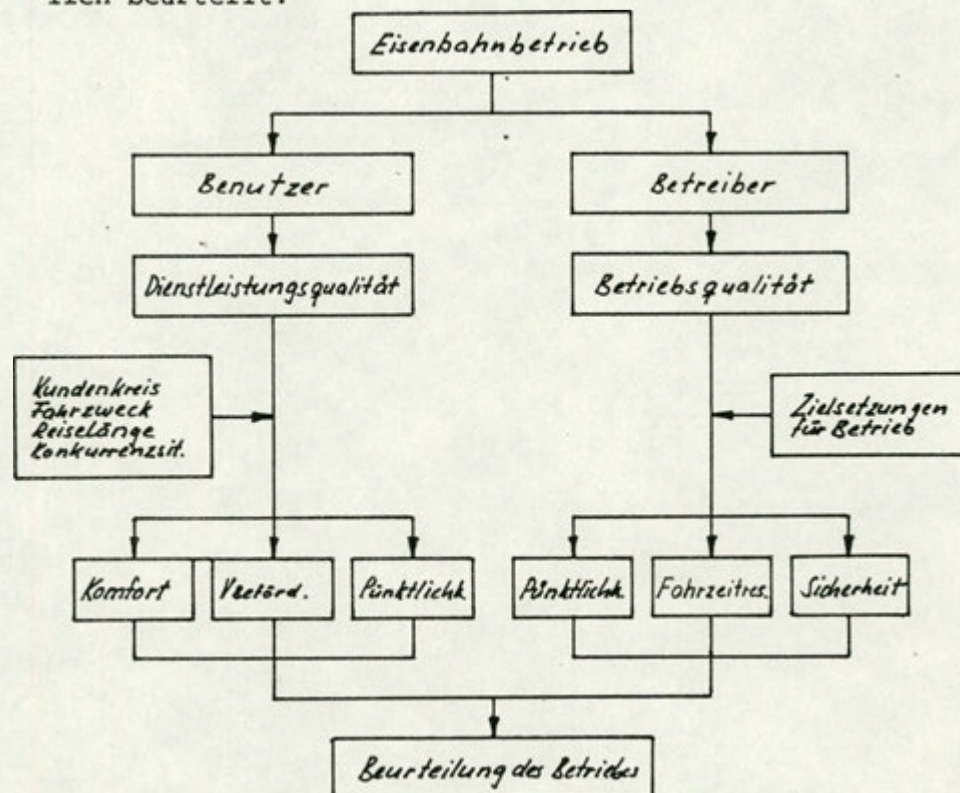 lich beurteilt.
Eisenbahnbetrieb
Benutzer
Betreiber
Dienstleistungsqualität
Betriebsqualität
Kundenkreis
Fahrzweck
Reiselänge
Konkurrenzsit.
Zielsetzungen
für Betrieb
Komfort
Vbeförd.
Pünktlichk
Pünktlichk
Fahrzeitres.
Sicherheit
Beurteilung des Betriebes